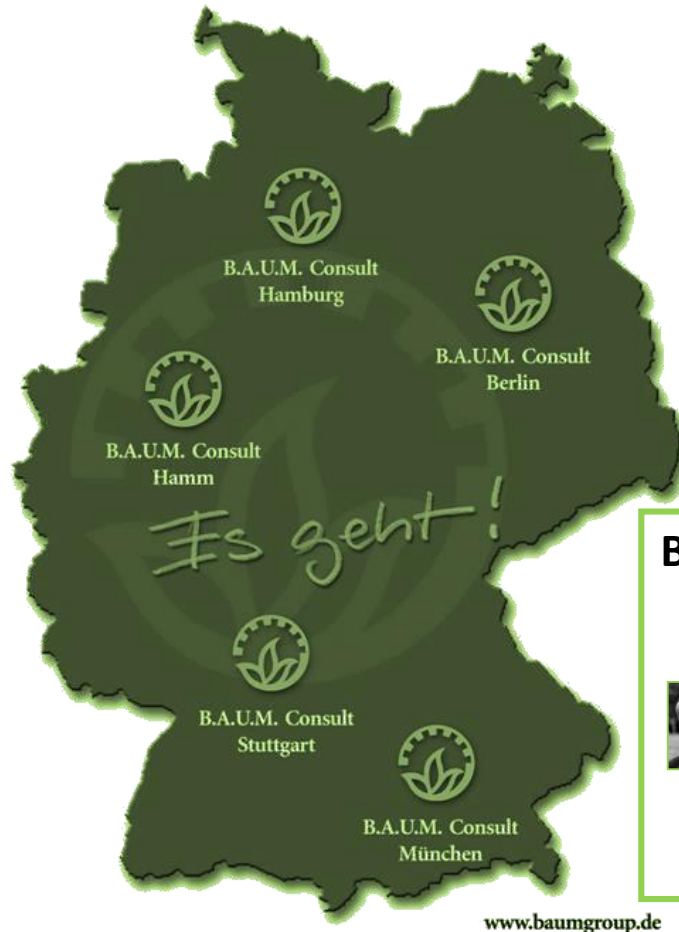 B.A.U.M. Consult
Hamburg
B.A.U.M. Consult
Berlin
B.A.U.M. Consult
Hamm
Es geht!
B
B.A.U.M. Consult
Stuttgart
B.A.U.M. Consult
München
www.baumgroup.de